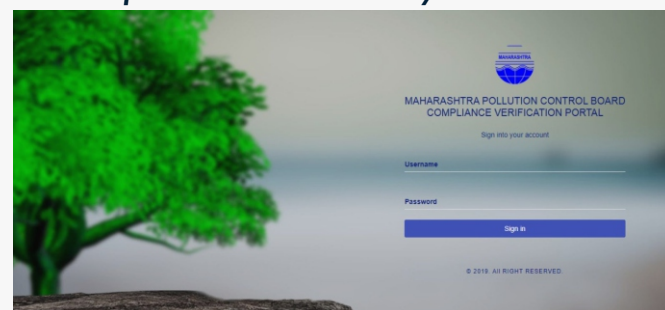 MAHARASHTRA
MAHARASHTRA POLLUTION CONTROL BOARD
COMPLIANCE VERIFICATION PORTAL
Sign into your account
Username
Password
Sign in
© 2019. All RIGHT RESERVED.